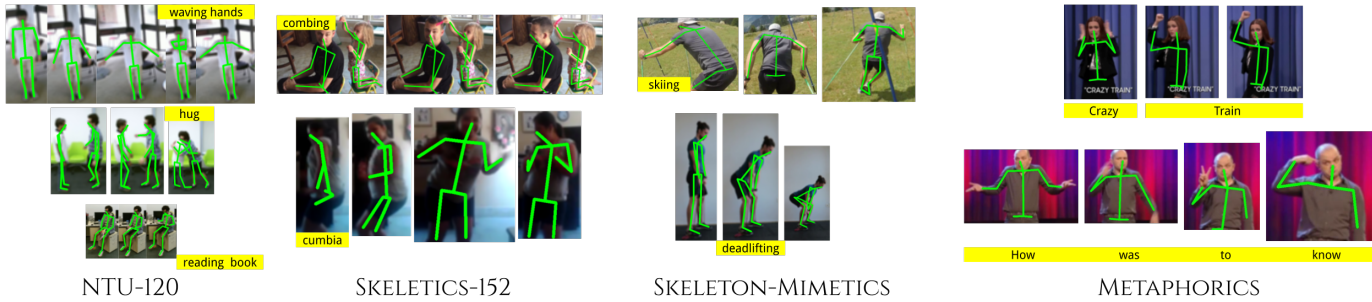 waving hands
hug
reading book
NTU-120
combing
cumbia
SKELETICS-152
skiing
deadlifting
SKELETON-MIMETICS
"CRAZY TRAIN"
CRAZY TRAIN"
"CRAZY TRAIN"
Crazy Train
How was to know
METAPHORICS